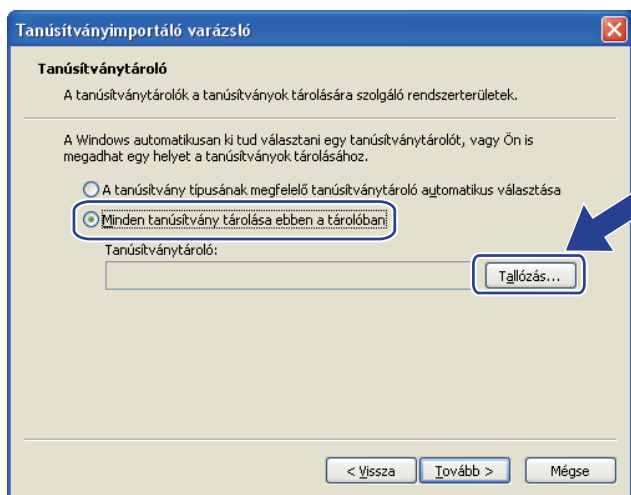 Tanúsítványimportáló varázsló
Tanúsítványtároló
A tanúsítványtárolók a tanúsítványok tárolására szolgáló rendszerterületek.
A Windows automatikusan ki tud választani egy tanúsítványtárolót, vagy Ön is
megadhat egy helyet a tanúsítványok tárolásához.
A tanúsítvány típusának megfelelő tanúsítványtároló automatikus választása
Minden tanúsítvány tárolása ebben a tárolóban
Tanúsítványtároló:
Tallózás...
< Vissza
Tovább >
Mégse